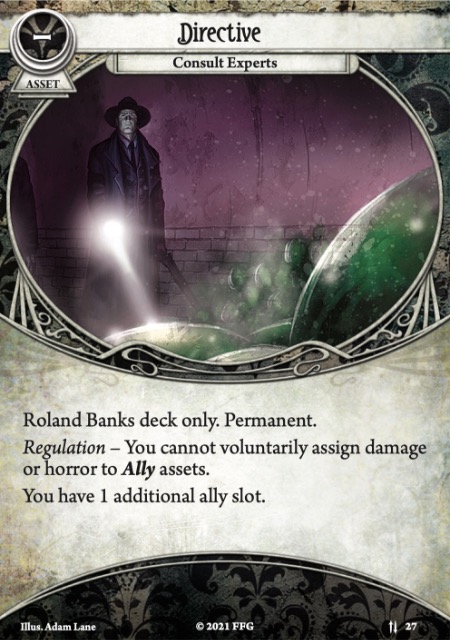 Directive
ASSET
Consult Experts
Roland Banks deck only. Permanent.
Regulation – You cannot voluntarily assign damage
or horror to Ally assets.
You have 1 additional ally slot.
Illus. Adam Lane
© 2021 FFG
27